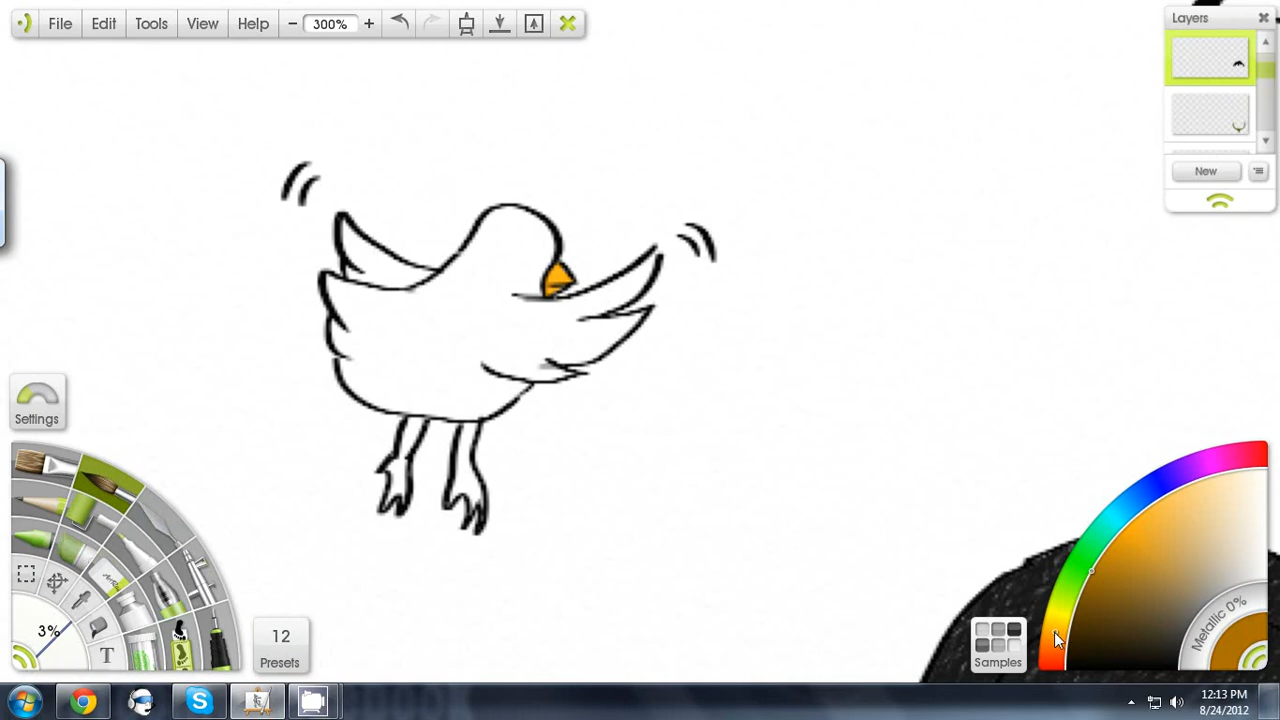 File Edit Tools View Help 300%
Layers
New
Settings
3%
T
12
Presets
Samples
Metallic 0%
12:13 PM
8/24/2012